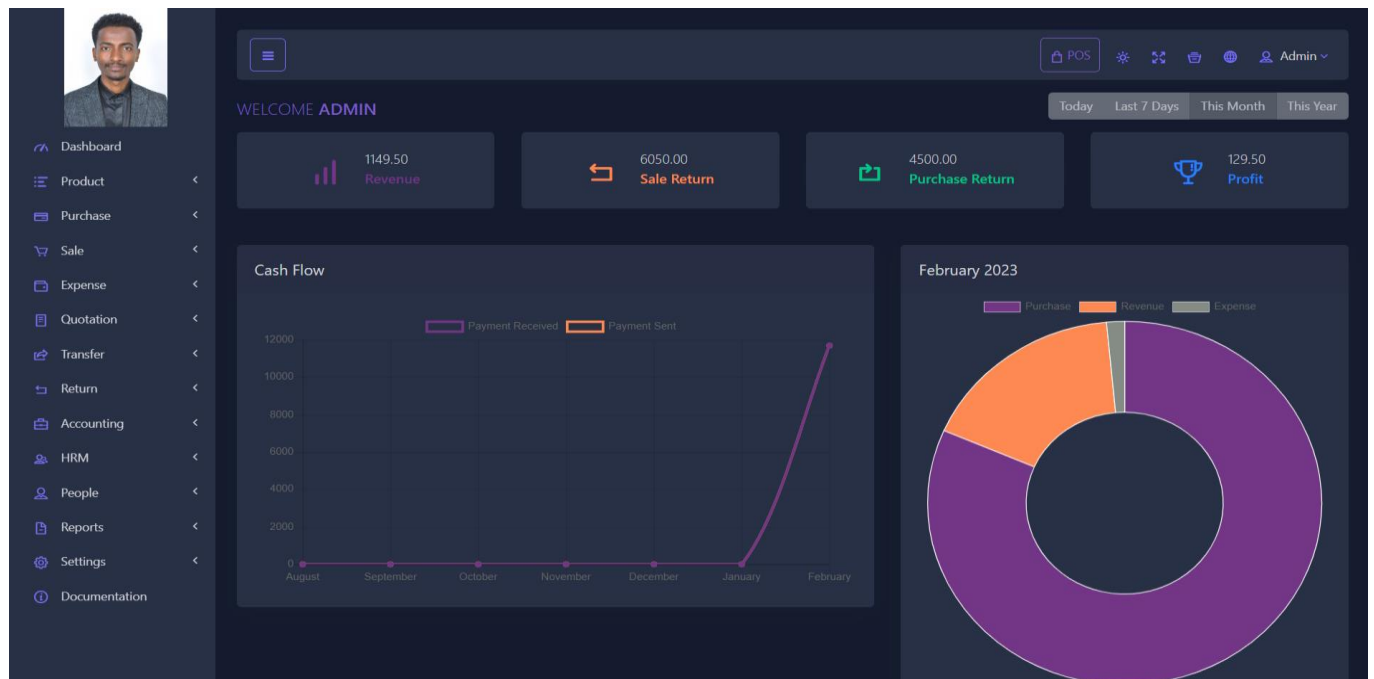 POS
Admin
WELCOME ADMIN
Today Last 7 Days This Month This Year
Dashboard
Product
Purchase
Sale
Expense
Quotation
Transfer
Return
Accounting
HRM
People
Reports
Settings
Documentation
1149.50
Revenue
6050.00
Sale Return
4500.00
Purchase Return
129.50
Profit
Cash Flow
Payment Received Payment Sent
12000
10000
8000
6000
4000
2000
0
August September October November December January February
February 2023
Purchase Revenue Expense